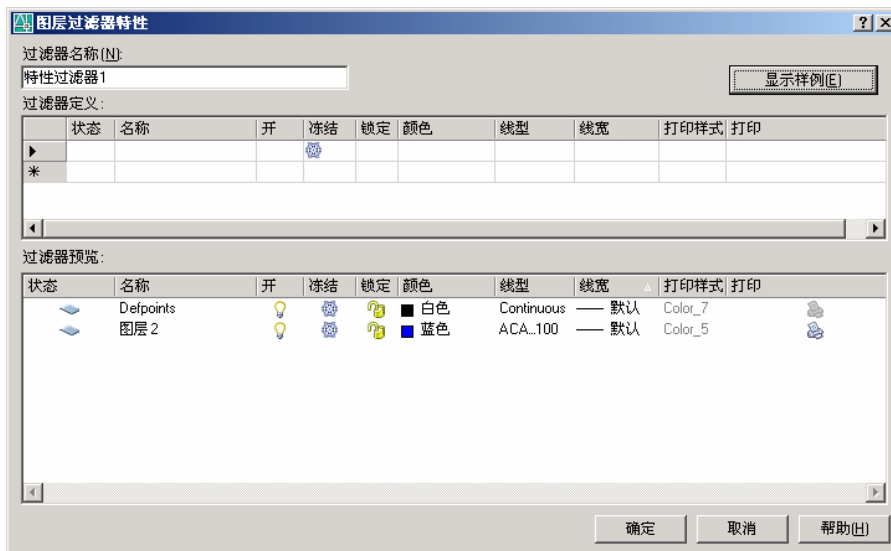 图层过滤器特性
过滤器名称(N):
特性过滤器1
显示样例(E)
过滤器定义:
状态 名称 开 冻结 锁定 颜色 线型 线宽 打印样式 打印
过滤器预览:
状态 名称 开 冻结 锁定 颜色 线型 线宽 打印样式 打印
Defpoints 白色 Continuous —— 默认 Color_7
图层2 蓝色 ACA...100 —— 默认 Color_5
确定 取消 帮助(H)